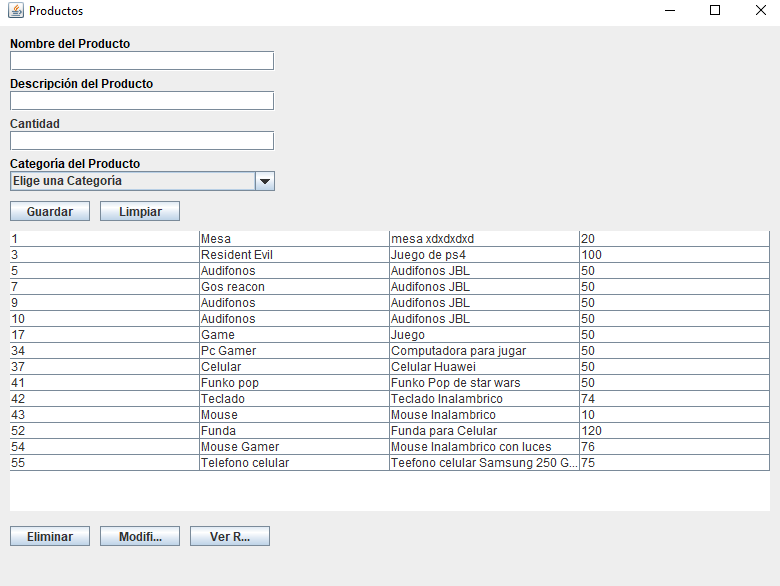 Productos
Nombre del Producto
Descripción del Producto
Cantidad
Categoría del Producto
Elige una Categoría
Guardar Limpiar
1 Mesa mesa xdxdxdxd 20
3 Resident Evil Juego de ps4 100
5 Audifonos Audifonos JBL 50
7 Gos reacon Audifonos JBL 50
9 Audifonos Audifonos JBL 50
10 Audifonos Audifonos JBL 50
17 Game Juego 50
34 Pc Gamer Computadora para jugar 50
37 Celular Celular Huawei 50
41 Funko pop Funko Pop de star wars 50
42 Teclado Teclado Inalambrico 74
43 Mouse Mouse Inalambrico 10
52 Funda Funda para Celular 120
54 Mouse Gamer Mouse Inalambrico con luces 76
55 Telefono celular Teefono celular Samsung 250 G... 75
Eliminar Modifi... Ver R...